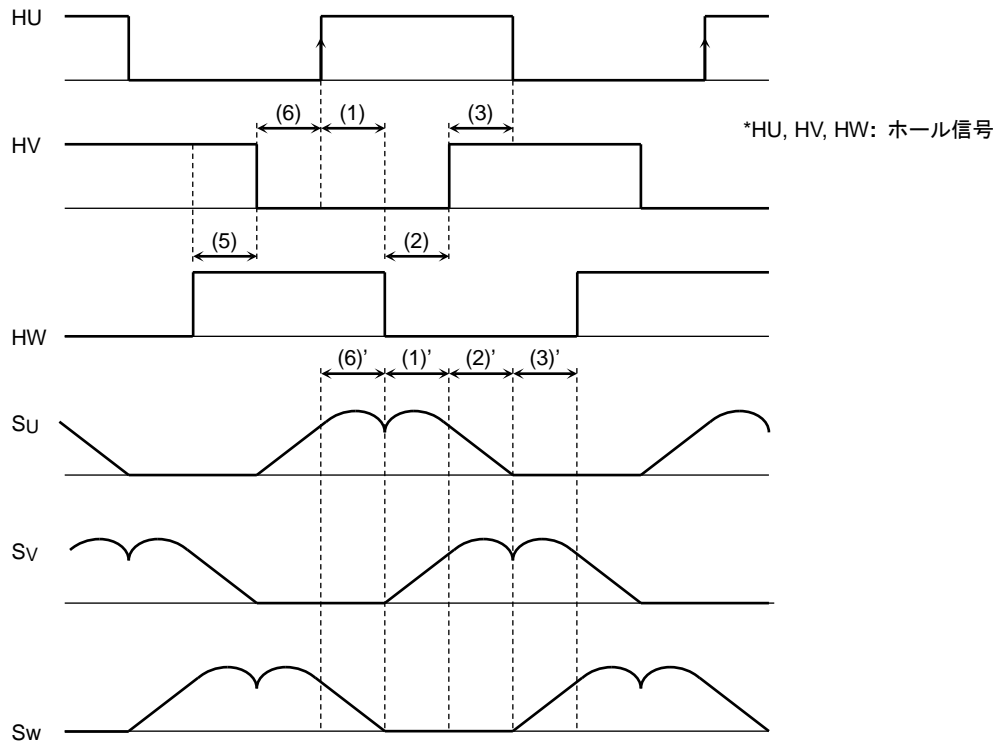 HU
(6)
(1)
(3)
*HU, HV, HW: ホール信号
HV
(5)
(2)
HW
(6)’
(1)’
(2)’
(3)’
SU
SV
SW